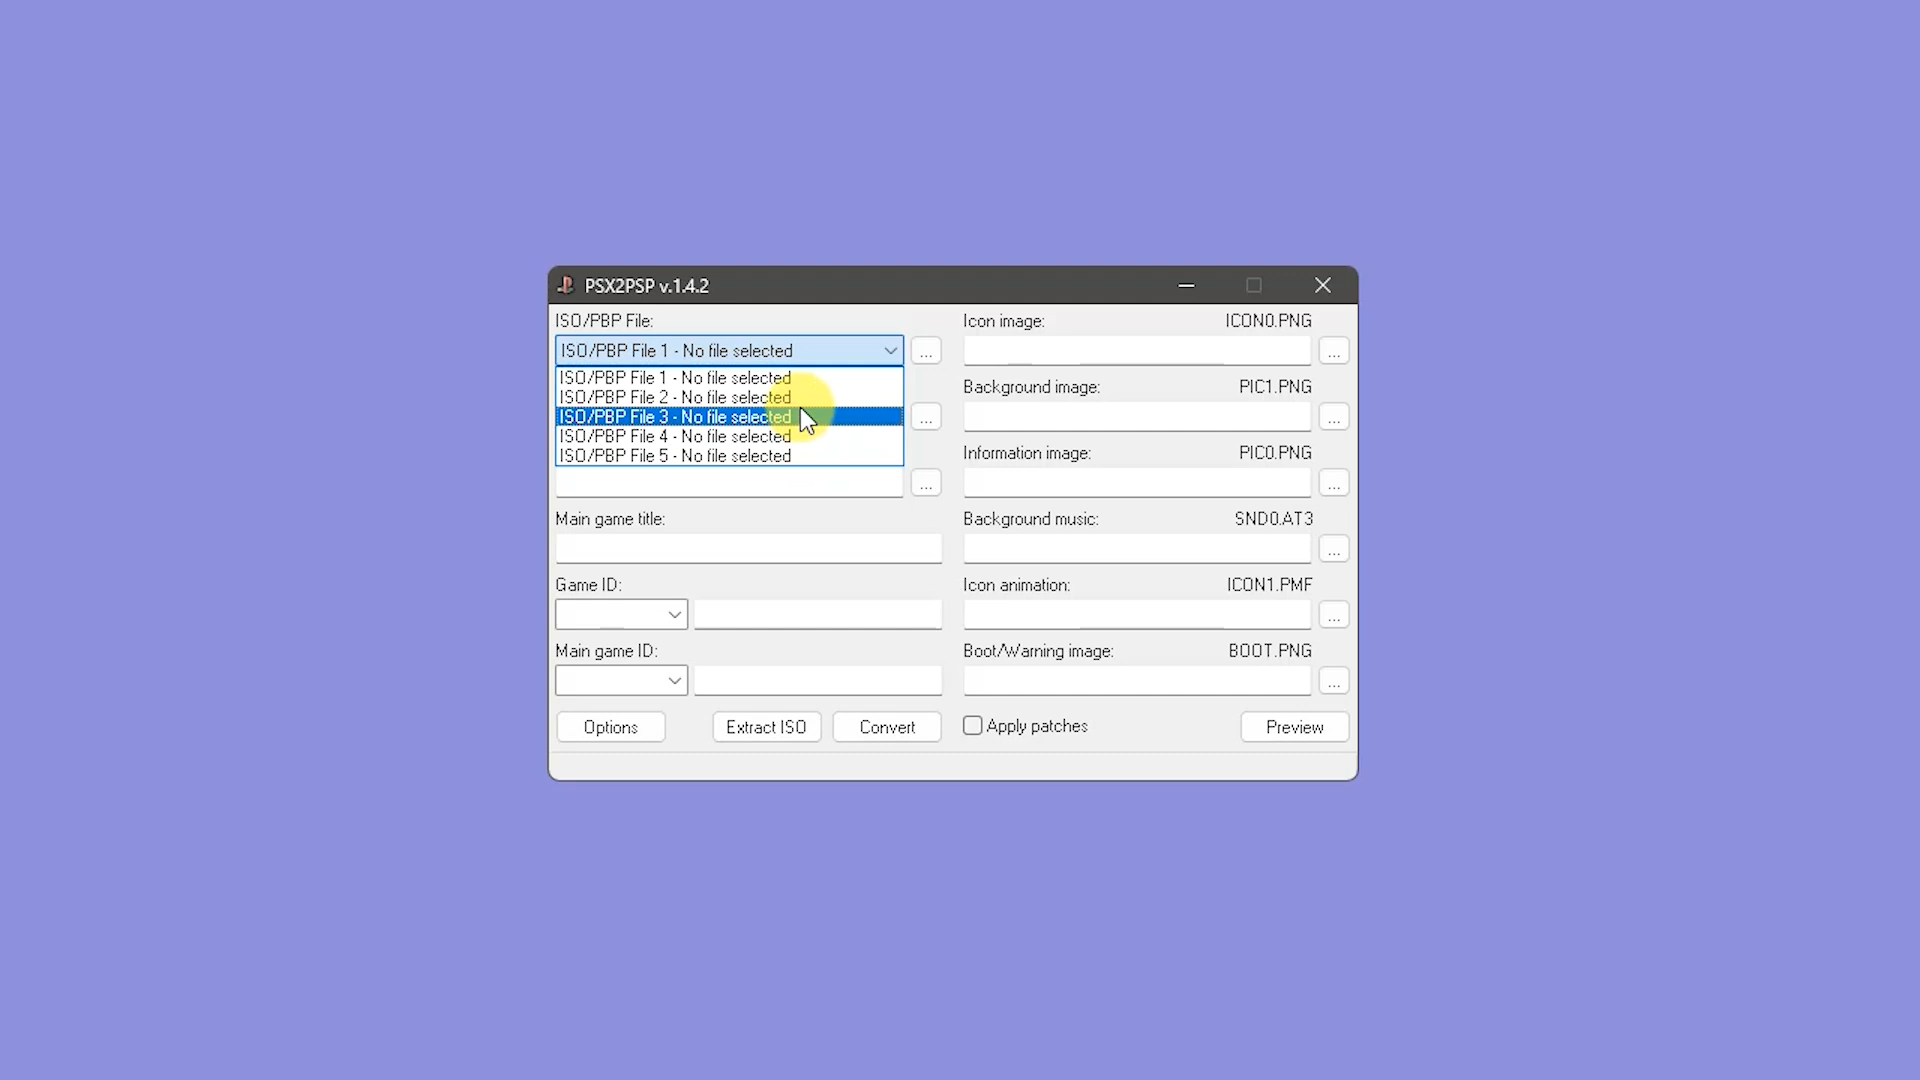 PSX2PSP v.1.4.2
ISO/PBP File:
ISO/PBP File 1 - No file selected
...
ISO/PBP File 1 - No file selected
ISO/PBP File 2 - No file selected
ISO/PBP File 3 - No file selected
ISO/PBP File 4 - No file selected
ISO/PBP File 5 - No file selected
...
...
Main game title:
Game ID:
Main game ID:
Options
Extract ISO
Convert
Icon image: ICON0.PNG
...
Background image: PIC1.PNG
...
Information image: PIC0.PNG
...
Background music: SND0.AT3
...
Icon animation: ICON1.PMF
...
Boot/Warning image: BOOT.PNG
...
Apply patches
Preview